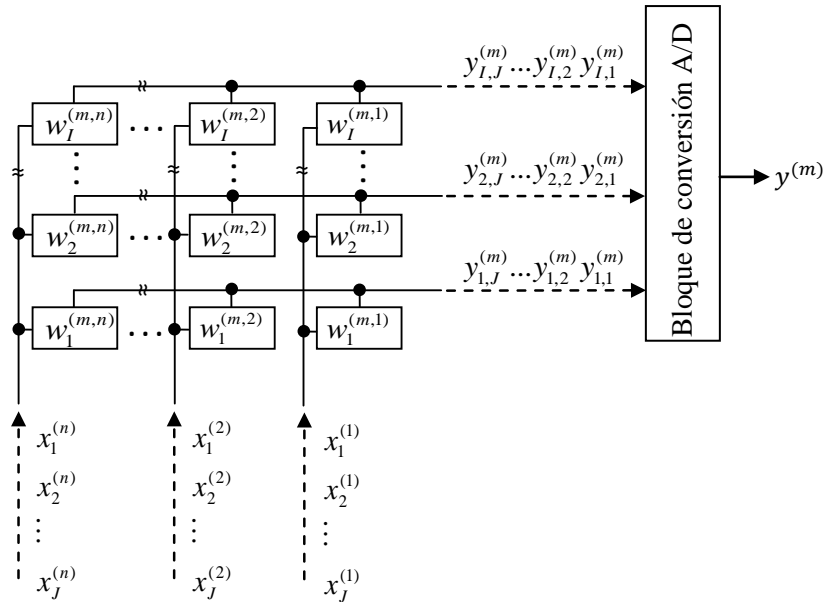 y_{I,J}^{(m)} ... y_{I,2}^{(m)} y_{I,1}^{(m)}
w_I^{(m,n)} ... w_I^{(m,2)} w_I^{(m,1)}
y_{2,J}^{(m)} ... y_{2,2}^{(m)} y_{2,1}^{(m)}
w_2^{(m,n)} ... w_2^{(m,2)} w_2^{(m,1)}
y_{1,J}^{(m)} ... y_{1,2}^{(m)} y_{1,1}^{(m)}
w_1^{(m,n)} ... w_1^{(m,2)} w_1^{(m,1)}
Bloque de conversión A/D
y^{(m)}
x_1^{(n)} x_1^{(2)} x_1^{(1)}
x_2^{(n)} x_2^{(2)} x_2^{(1)}
⋮ ⋮ ⋮
x_J^{(n)} x_J^{(2)} x_J^{(1)}